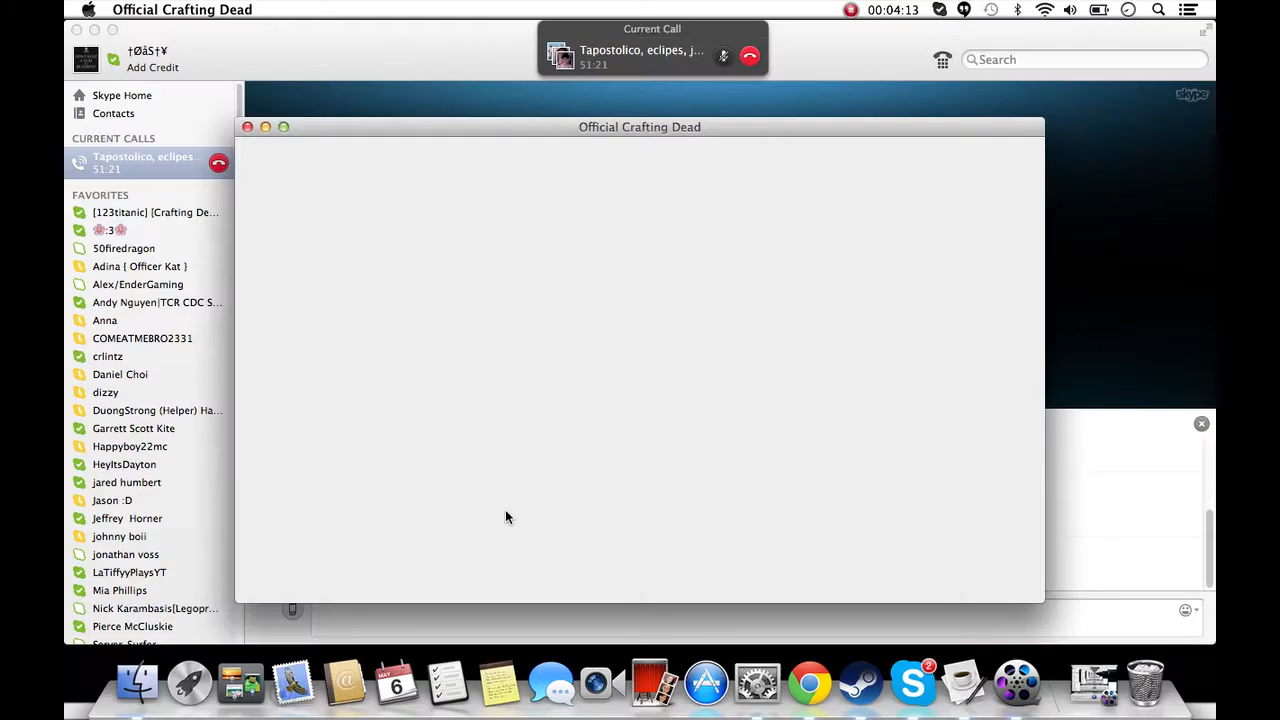 Official Crafting Dead
00:04:13
Current Call
Tapostolico, eclipes, j...
51:21
†ØåS†¥
Add Credit
Search
skype
Skype Home
Contacts
CURRENT CALLS
Tapostolico, eclipes...
51:21
FAVORITES
[123titanic] [Crafting De...
:3
50firedragon
Adina { Officer Kat }
Alex/EnderGaming
Andy Nguyen|TCR CDC S...
Anna
COMEATMEBRO2331
crlintz
Daniel Choi
dizzy
DuongStrong (Helper) Ha...
Garrett Scott Kite
Happyboy22mc
HeyItsDayton
jared humbert
Jason :D
Jeffrey Horner
johnny boii
jonathan voss
LaTiffyyPlaysYT
Mia Phillips
Nick Karambasis[Legopr...
Pierce McCluskie
Official Crafting Dead
MAY
6
2